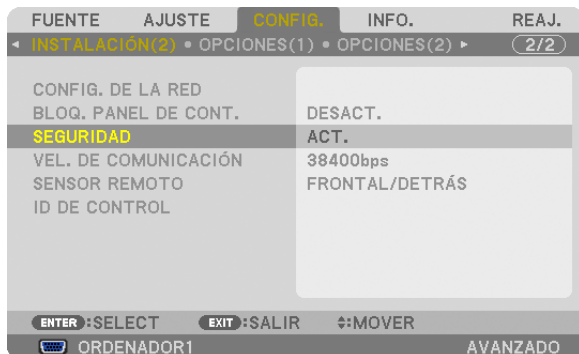 FUENTE AJUSTE CONFIG. INFO. REAJ.
INSTALACIÓN(2) • OPCIONES(1) • OPCIONES(2) 2/2
CONFIG. DE LA RED
BLOQ. PANEL DE CONT. DESACT.
SEGURIDAD ACT.
VEL. DE COMUNICACIÓN 38400bps
SENSOR REMOTO FRONTAL/DETRÁS
ID DE CONTROL
ENTER :SELECT EXIT :SALIR :MOVER
ORDENADOR1 AVANZADO